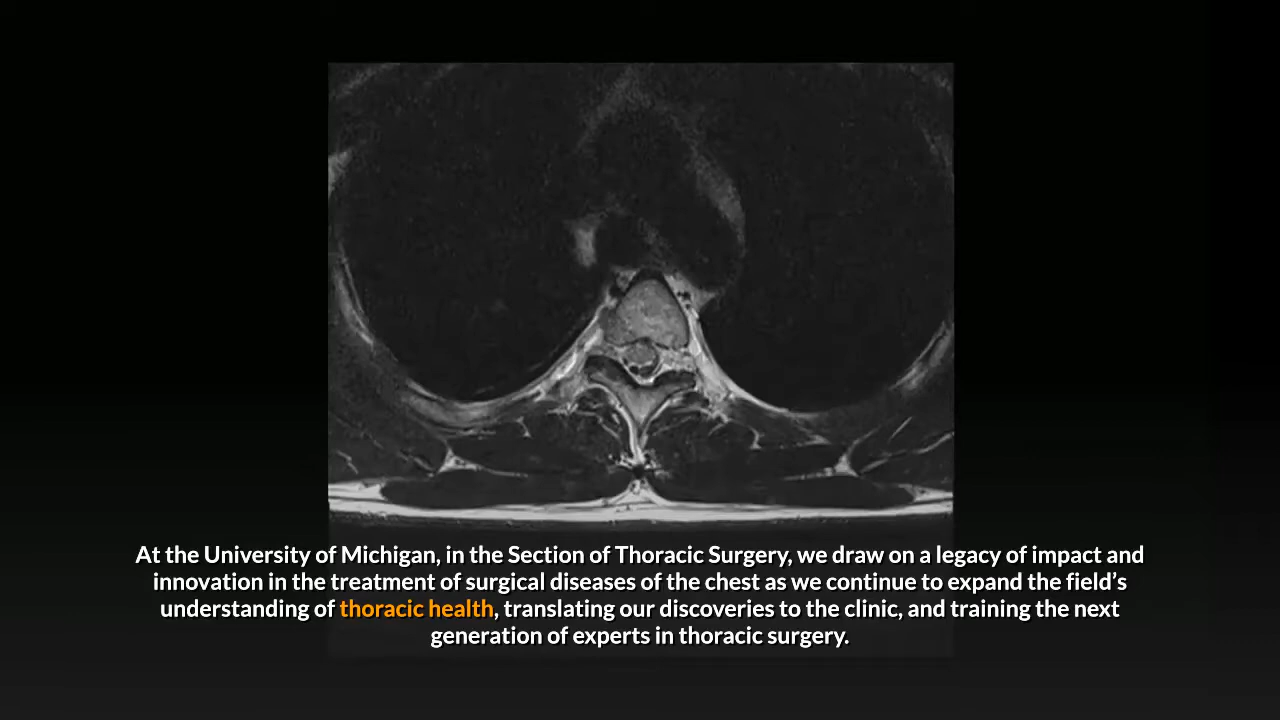 At the University of Michigan, in the Section of Thoracic Surgery, we draw on a legacy of impact and
innovation in the treatment of surgical diseases of the chest as we continue to expand the field’s
understanding of thoracic health, translating our discoveries to the clinic, and training the next
generation of experts in thoracic surgery.